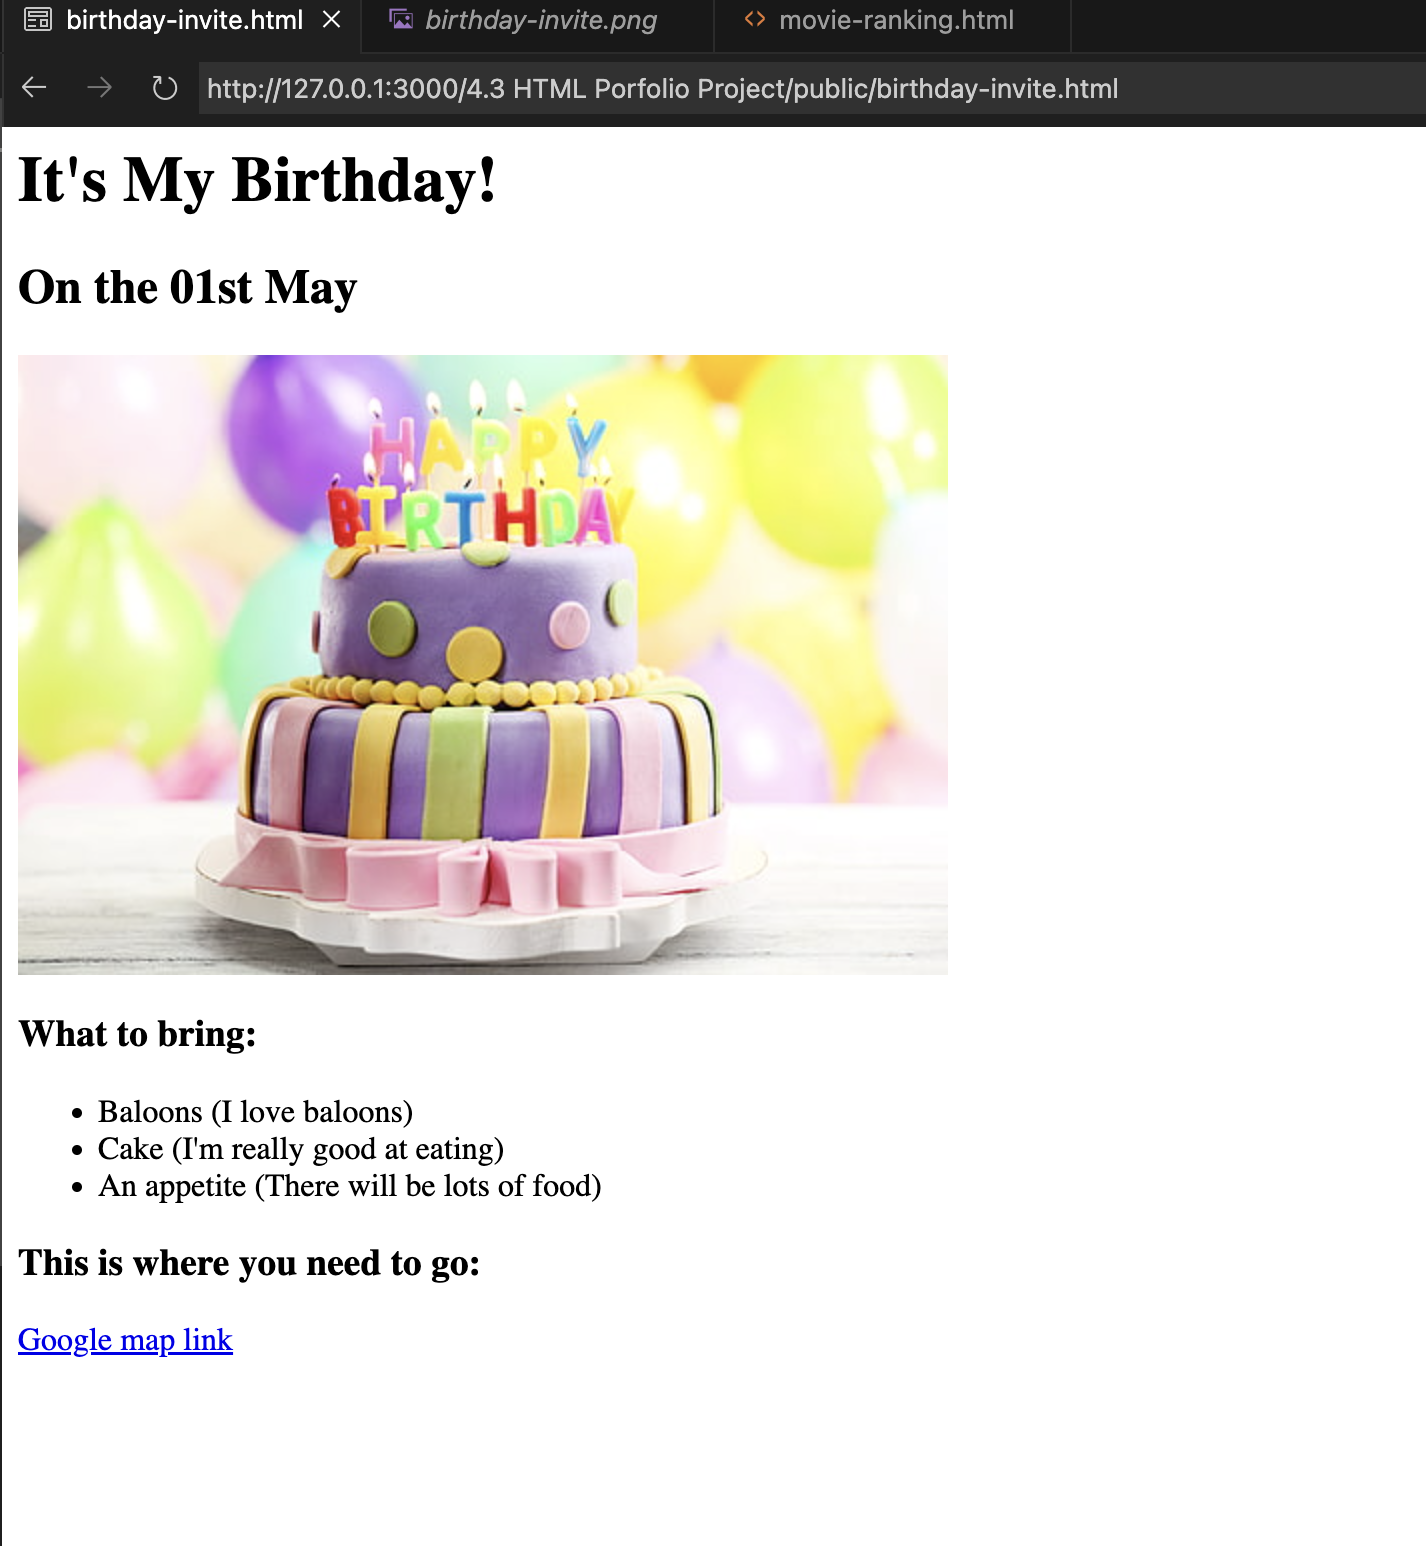 birthday-invite.html
birthday-invite.png
movie-ranking.html
http://127.0.0.1:3000/4.3 HTML Porfolio Project/public/birthday-invite.html
It's My Birthday!
On the 01st May
HAPPY
BIRTHDAY
What to bring:
Baloons (I love baloons)
Cake (I'm really good at eating)
An appetite (There will be lots of food)
This is where you need to go:
Google map link